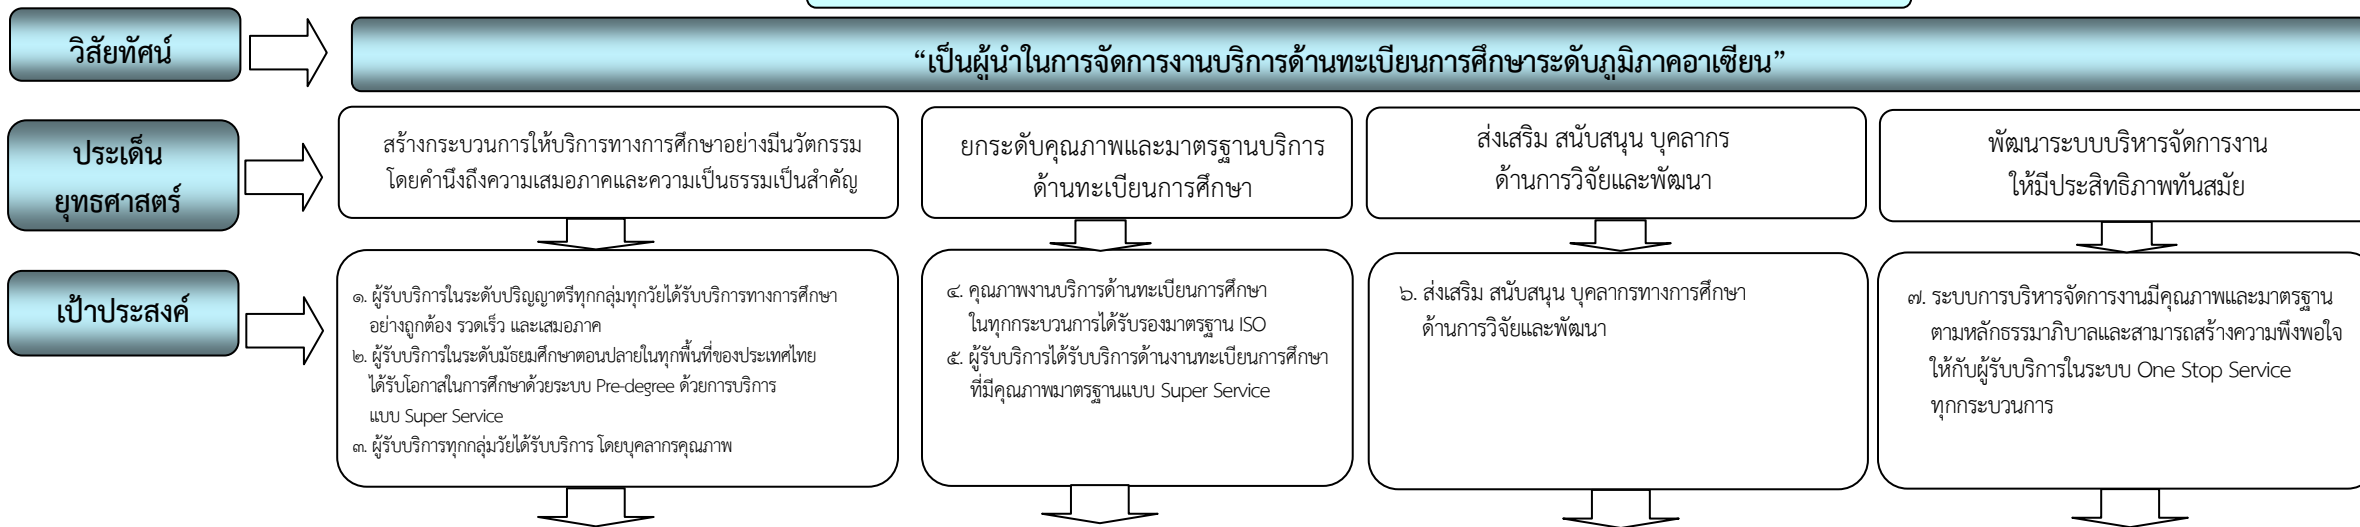 วิสัยทัศน์
“เป็นผู้นำในการจัดการงานบริการด้านทะเบียนการศึกษาระดับภูมิภาคอาเซียน”
ประเด็น
ยุทธศาสตร์
สร้างกระบวนการให้บริการทางการศึกษาอย่างมีนวัตกรรม
โดยคำนึงถึงความเสมอภาคและความเป็นธรรมเป็นสำคัญ
ยกระดับคุณภาพและมาตรฐานบริการ
ด้านทะเบียนการศึกษา
ส่งเสริม สนับสนุน บุคลากร
ด้านการวิจัยและพัฒนา
พัฒนาระบบบริหารจัดการงาน
ให้มีประสิทธิภาพทันสมัย
เป้าประสงค์
๑. ผู้รับบริการในระดับปริญญาตรีทุกกลุ่มทุกวัยได้รับบริการทางการศึกษา
อย่างถูกต้อง รวดเร็ว และเสมอภาค
๒. ผู้รับบริการในระดับมัธยมศึกษาตอนปลายในทุกพื้นที่ของประเทศไทย
ได้รับโอกาสในการศึกษาด้วยระบบ Pre-degree ด้วยการบริการ
แบบ Super Service
๓. ผู้รับบริการทุกกลุ่มวัยได้รับบริการ โดยบุคลากรคุณภาพ
๔. คุณภาพงานบริการด้านทะเบียนการศึกษา
ในทุกกระบวนการได้รับรองมาตรฐาน ISO
๕. ผู้รับบริการได้รับบริการด้านงานทะเบียนการศึกษา
ที่มีคุณภาพมาตรฐานแบบ Super Service
๖. ส่งเสริม สนับสนุน บุคลากรทางการศึกษา
ด้านการวิจัยและพัฒนา
๗. ระบบการบริหารจัดการงานมีคุณภาพและมาตรฐาน
ตามหลักธรรมาภิบาลและสามารถสร้างความพึงพอใจ
ให้กับผู้รับบริการในระบบ One Stop Service
ทุกกระบวนการ